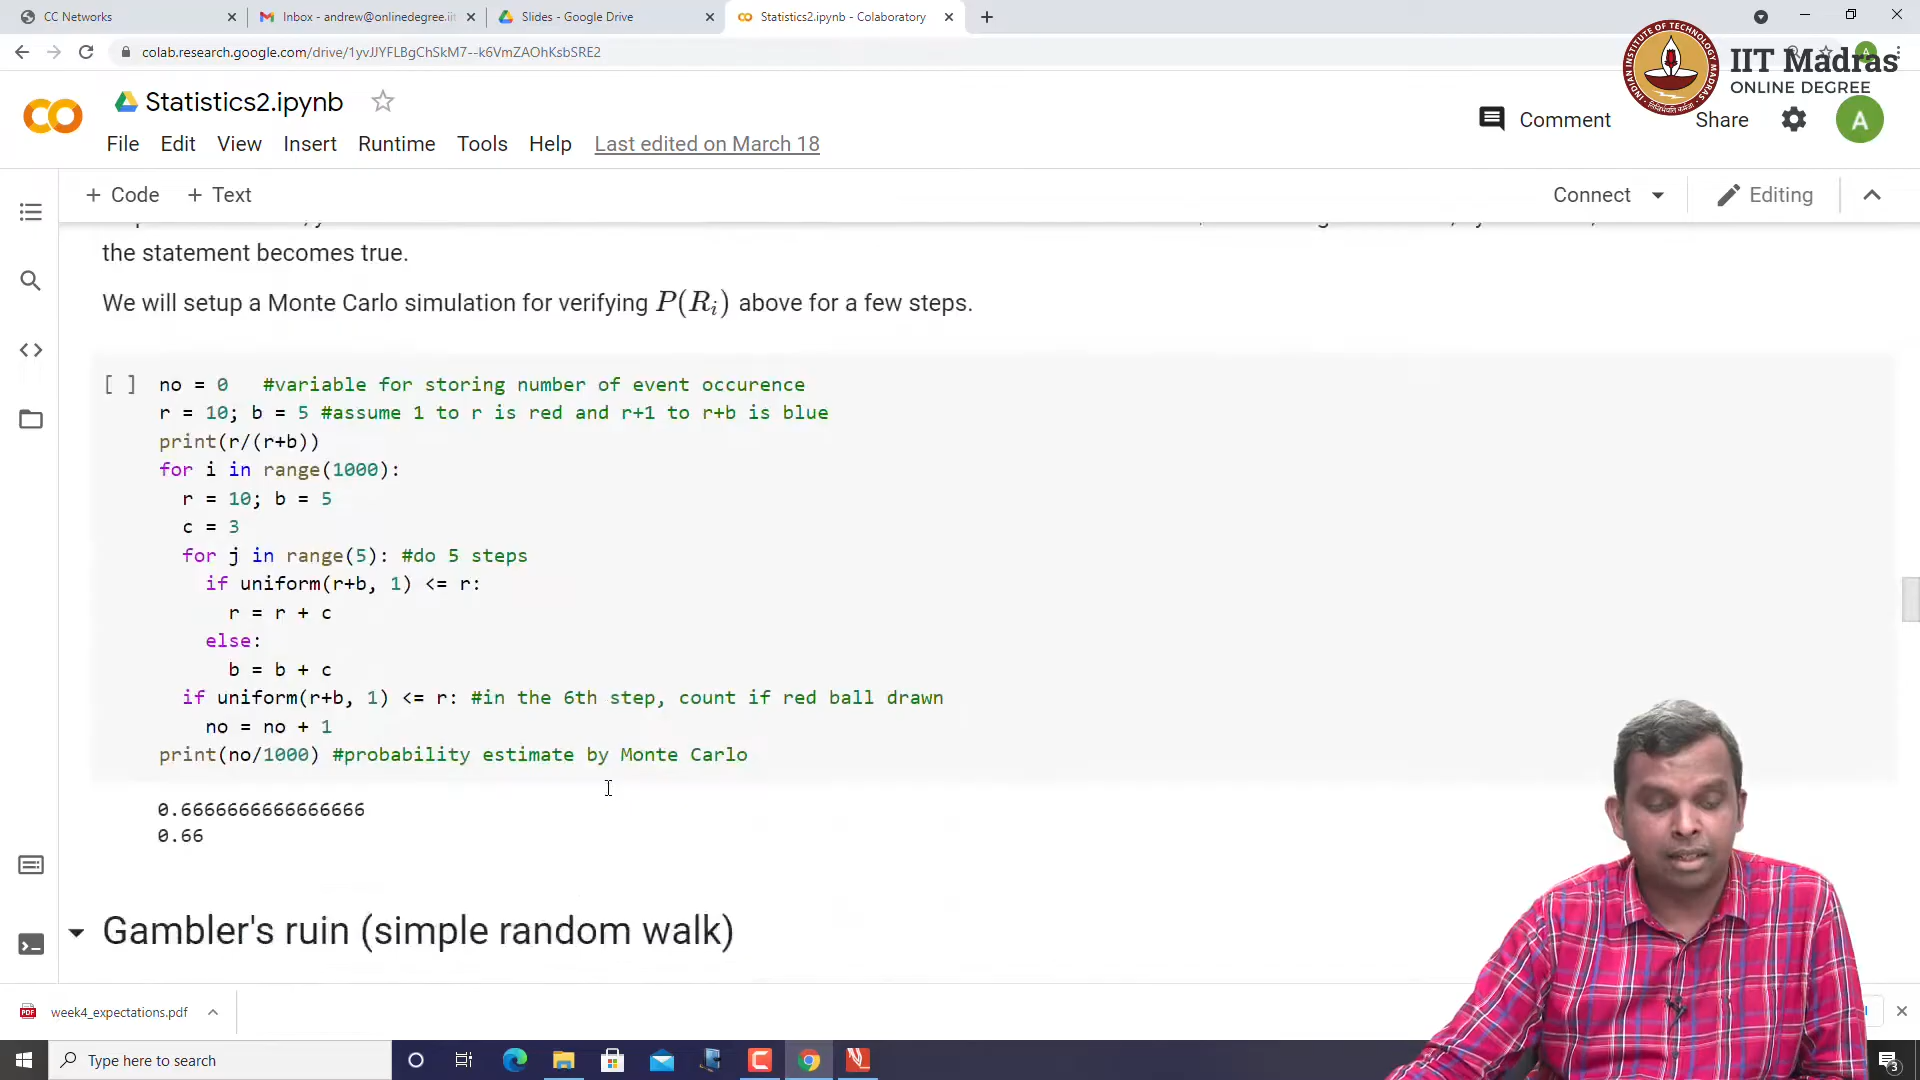 CC Networks
Inbox - andrew@onlinedegree.iit
Slides - Google Drive
Statistics2.ipynb - Colaboratory
colab.research.google.com/drive/1yvJJYFLBgChSkM7--k6VmZAOhKsbSRE2
IIT Madras
ONLINE DEGREE
INDIAN INSTITUTE OF TECHNOLOGY MADRAS
Statistics2.ipynb
Comment
Share
A
File Edit View Insert Runtime Tools Help Last edited on March 18
+ Code + Text
Connect
Editing
the statement becomes true.
We will setup a Monte Carlo simulation for verifying P(Ri) above for a few steps.
[ ] no = 0 #variable for storing number of event occurence
r = 10; b = 5 #assume 1 to r is red and r+1 to r+b is blue
print(r/(r+b))
for i in range(1000):
r = 10; b = 5
c = 3
for j in range(5): #do 5 steps
if uniform(r+b, 1) <= r:
r = r + c
else:
b = b + c
if uniform(r+b, 1) <= r: #in the 6th step, count if red ball drawn
no = no + 1
print(no/1000) #probability estimate by Monte Carlo
0.6666666666666666
0.66
Gambler's ruin (simple random walk)
week4_expectations.pdf
Type here to search
3